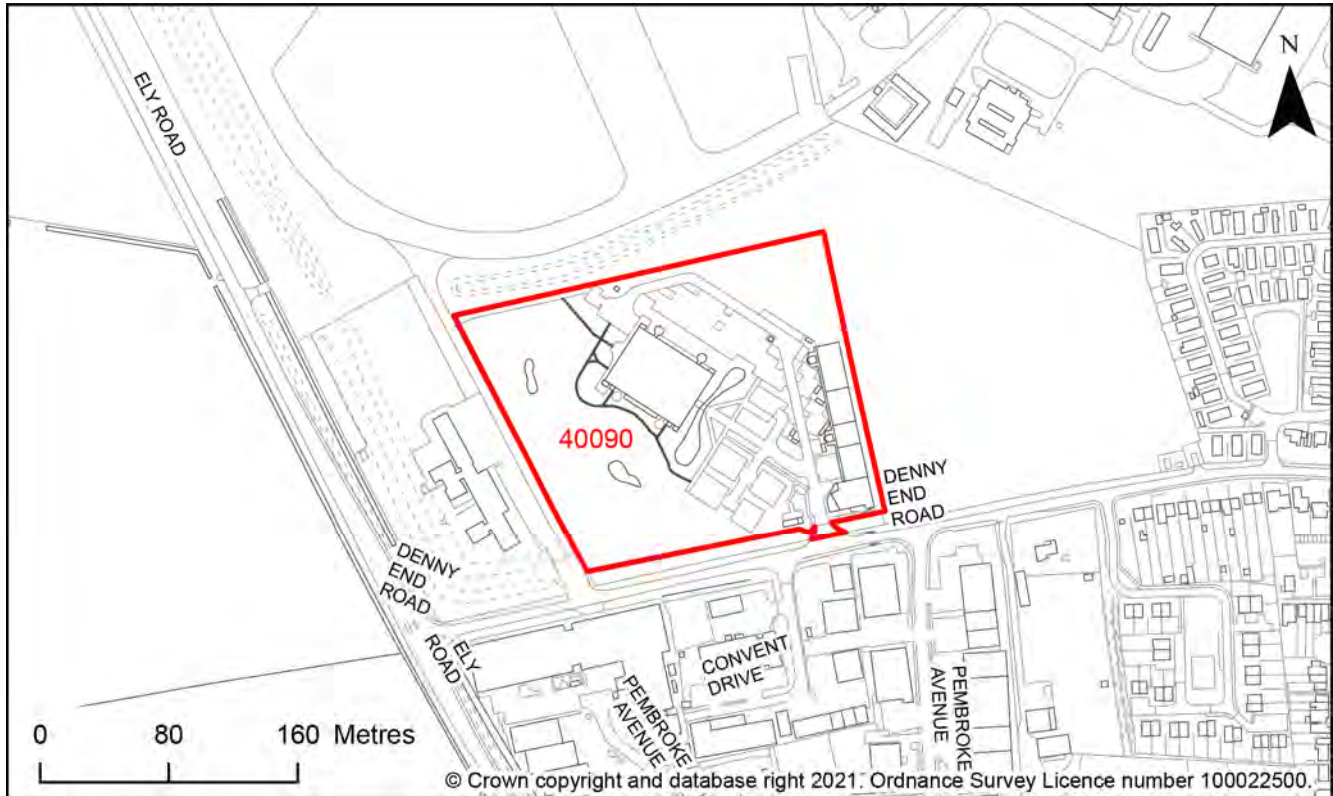 N
ELY ROAD
40090
DENNY
END
ROAD
DENNY
END
ROAD
ELY
ROAD
CONVENT
DRIVE
PEMBROKE
AVENUE
PEMBROKE
AVENUE
0 80 160 Metres
© Crown copyright and database right 2021. Ordnance Survey Licence number 100022500.